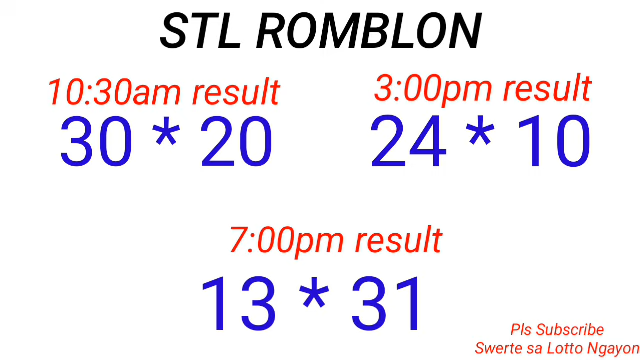 STL ROMBLON
10:30am result
30 * 20
3:00pm result
24 * 10
7:00pm result
13 * 31
Pls Subscribe
Swerte sa Lotto Ngayon